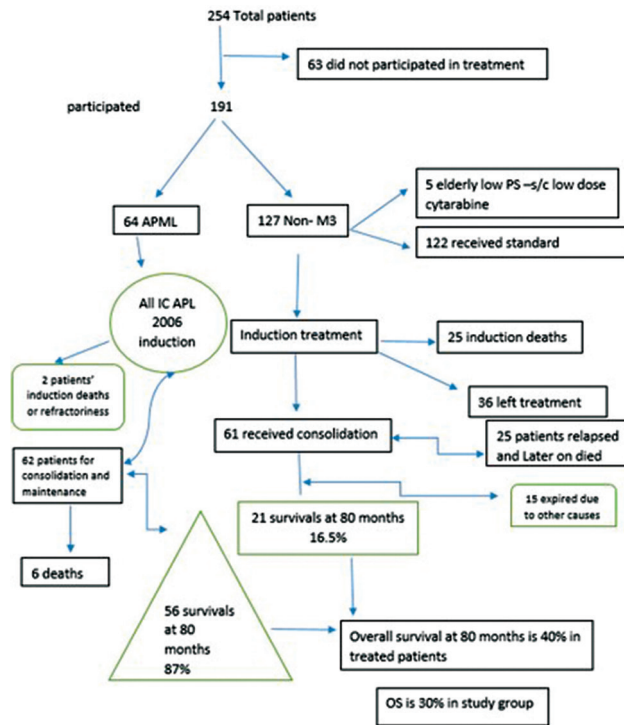 254 Total patients
63 did not participated in treatment
participated
191
5 elderly low PS –s/c low dose
cytarabine
64 APML
127 Non- M3
122 received standard
All IC APL
2006
induction
Induction treatment
25 induction deaths
2 patients'
induction deaths
or refractoriness
36 left treatment
61 received consolidation
25 patients relapsed
and Later on died
62 patients for
consolidation and
maintenance
15 expired due
to other causes
21 survivals at 80 months
16.5%
6 deaths
56 survivals
at 80
months
87%
Overall survival at 80 months is 40% in
treated patients
OS is 30% in study group